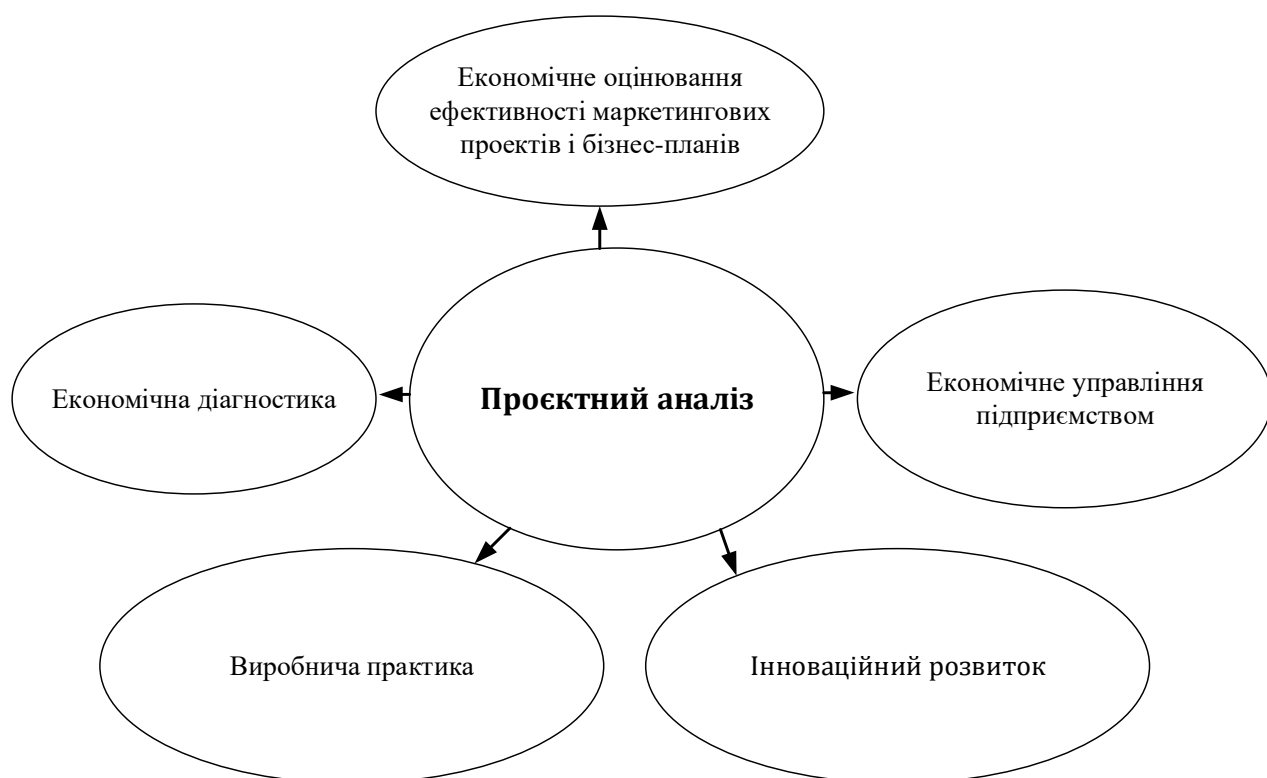 Економічне оцінювання
ефективності маркетингових
проектів і бізнес-планів
Економічна діагностика
Проєктний аналіз
Економічне управління
підприємством
Виробнича практика
Інноваційний розвиток